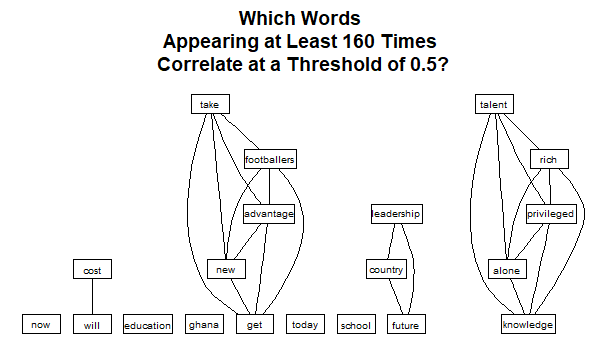 Which Words
Appearing at Least 160 Times
Correlate at a Threshold of 0.5?
take
talent
footballers
rich
advantage
leadership
privileged
cost
new
country
alone
now
will
education
ghana
get
today
school
future
knowledge